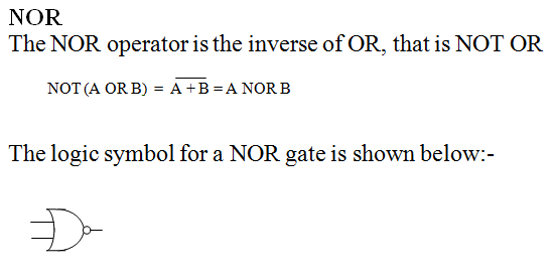 NOR
The NOR operator is the inverse of OR, that is NOT OR
NOT (A OR B) = A̅ ̅+̅ ̅B̅ = A NOR B
The logic symbol for a NOR gate is shown below:-